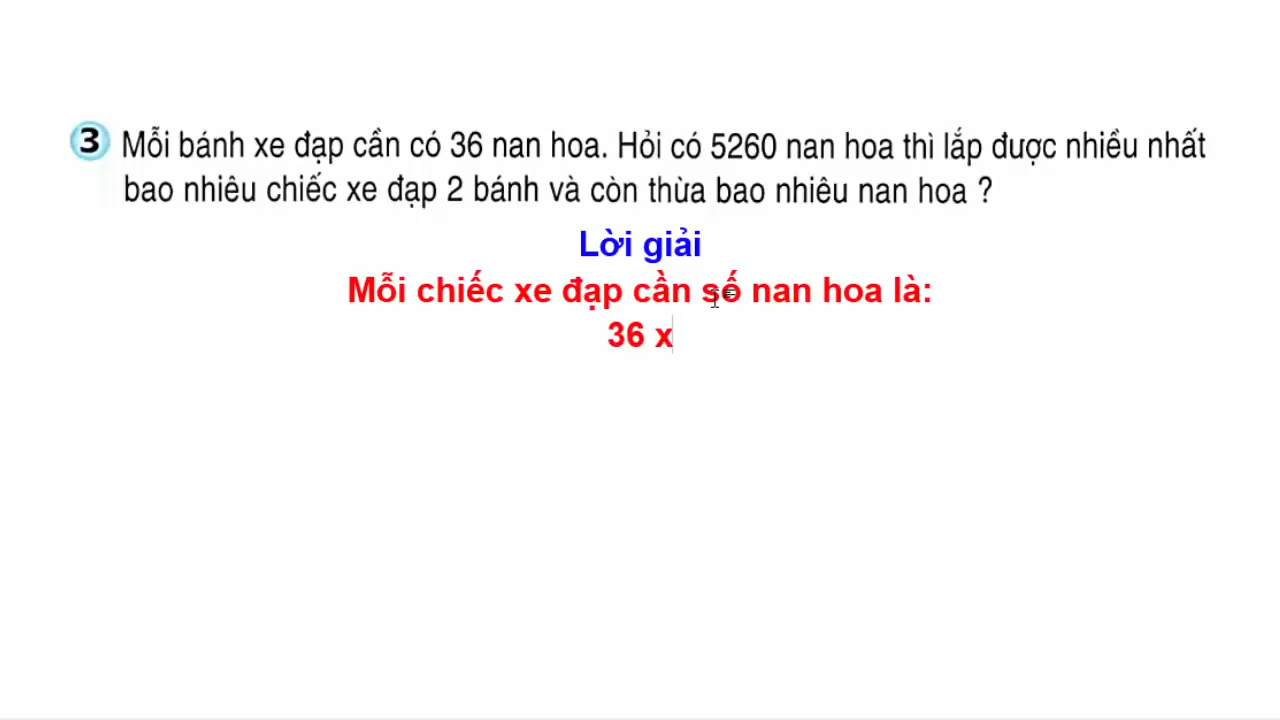 3 Mỗi bánh xe đạp cần có 36 nan hoa. Hỏi có 5260 nan hoa thì lắp được nhiều nhất
bao nhiêu chiếc xe đạp 2 bánh và còn thừa bao nhiêu nan hoa ?
Lời giải
Mỗi chiếc xe đạp cần số nan hoa là:
36 x